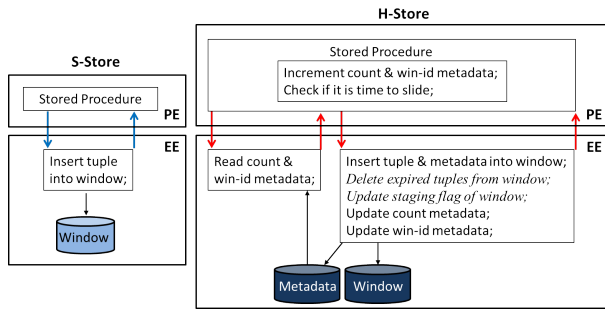 S-Store
Stored Procedure
PE
EE
Insert tuple
into window;
Window
H-Store
Stored Procedure
Increment count & win-id metadata;
Check if it is time to slide;
PE
EE
Read count &
win-id metadata;
Insert tuple & metadata into window;
Delete expired tuples from window;
Update staging flag of window;
Update count metadata;
Update win-id metadata;
Metadata
Window